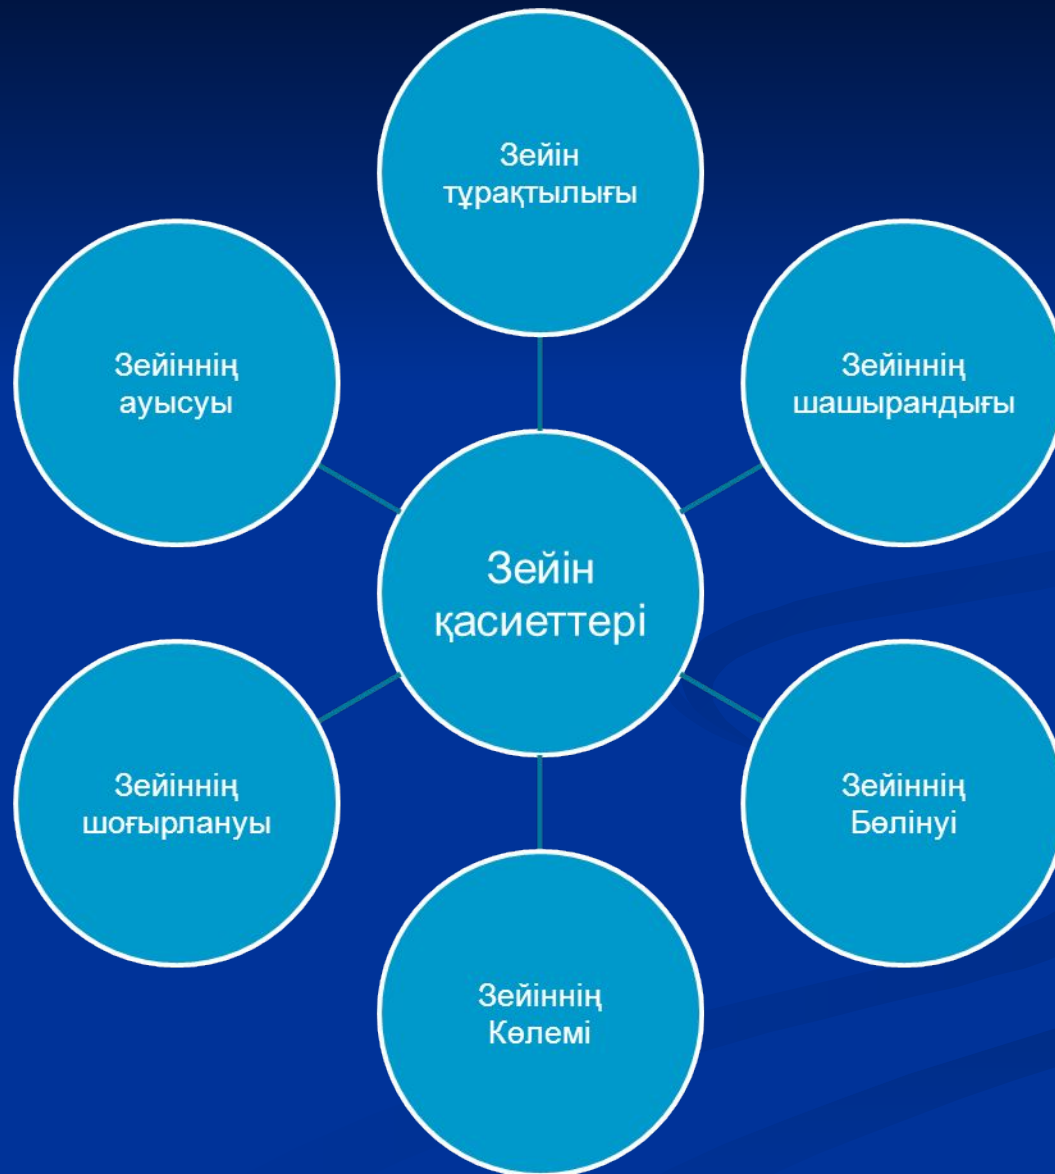 Зейін
тұрақтылығы
Зейіннің
ауысуы
Зейіннің
шашырандығы
Зейін
қасиеттері
Зейіннің
шоғырлануы
Зейіннің
Бөлінуі
Зейіннің
Көлемі